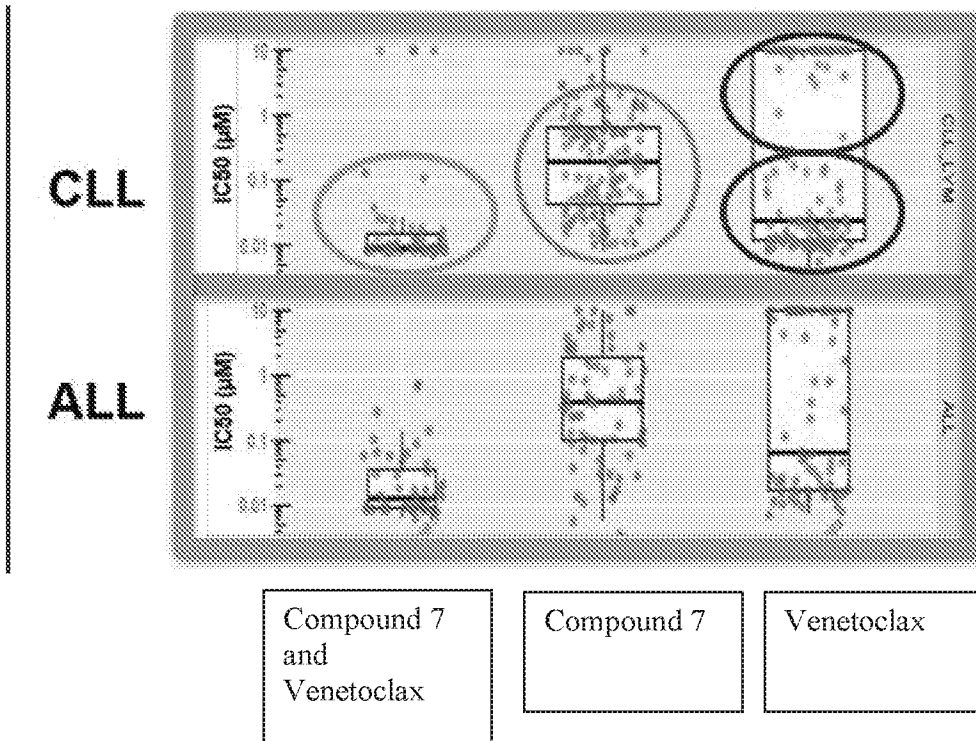 CLL
IC50 (µM)
10
1
0.1
0.01
ALL
IC50 (µM)
10
1
0.1
0.01
ALL
Compound 7
and
Venetoclax
Compound 7
Venetoclax